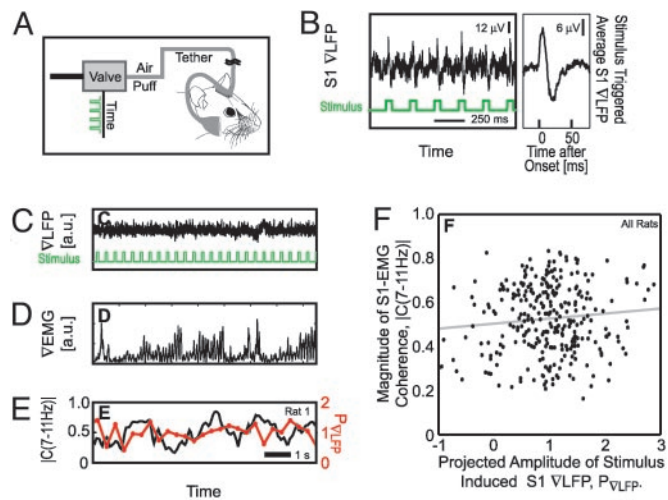 A
Valve
Air
Puff
Tether
Time
B
S1 ∇LFP
12 μV
Stimulus
250 ms
Time
6 μV
Stimulus Triggered
Average S1 ∇LFP
0 50
Time after
Onset [ms]
C
∇LFP
[a.u.]
C
Stimulus
D
∇EMG
[a.u.]
D
E
|C(7-11Hz)|
1.0
0.5
0
E
Rat 1
1 s
2
1
0
P∇LFP
Time
F
Magnitude of S1-EMG
Coherence, |C(7-11Hz)|
1.0
0.8
0.6
0.4
0.2
0
F
All Rats
-1 0 1 2 3
Projected Amplitude of Stimulus
Induced S1 ∇LFP, P∇LFP.